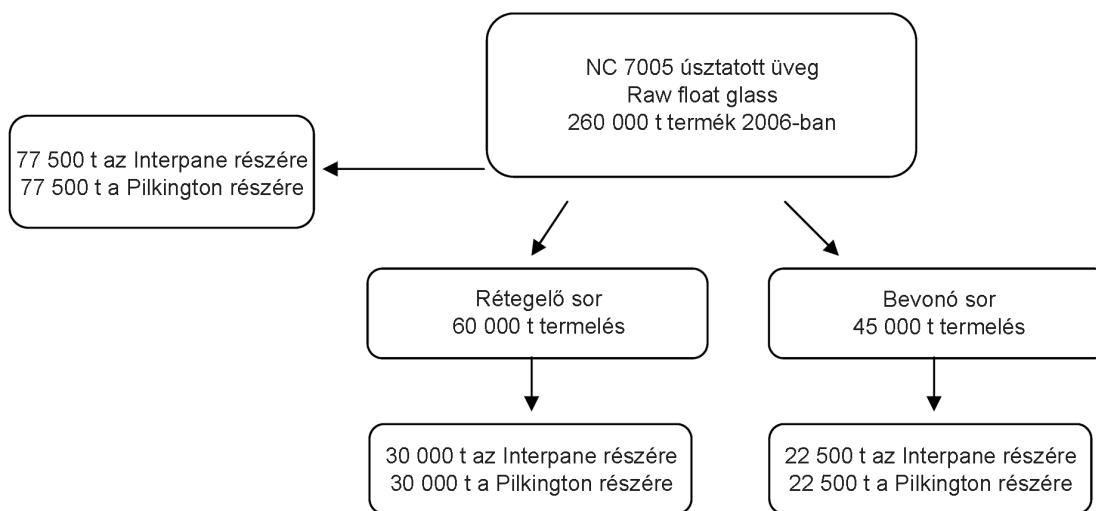 NC 7005 úsztatott üveg
Raw float glass
260 000 t termék 2006-ban
77 500 t az Interpane részére
77 500 t a Pilkington részére
Rétegelő sor
60 000 t termelés
Bevonó sor
45 000 t termelés
30 000 t az Interpane részére
30 000 t a Pilkington részére
22 500 t az Interpane részére
22 500 t a Pilkington részére